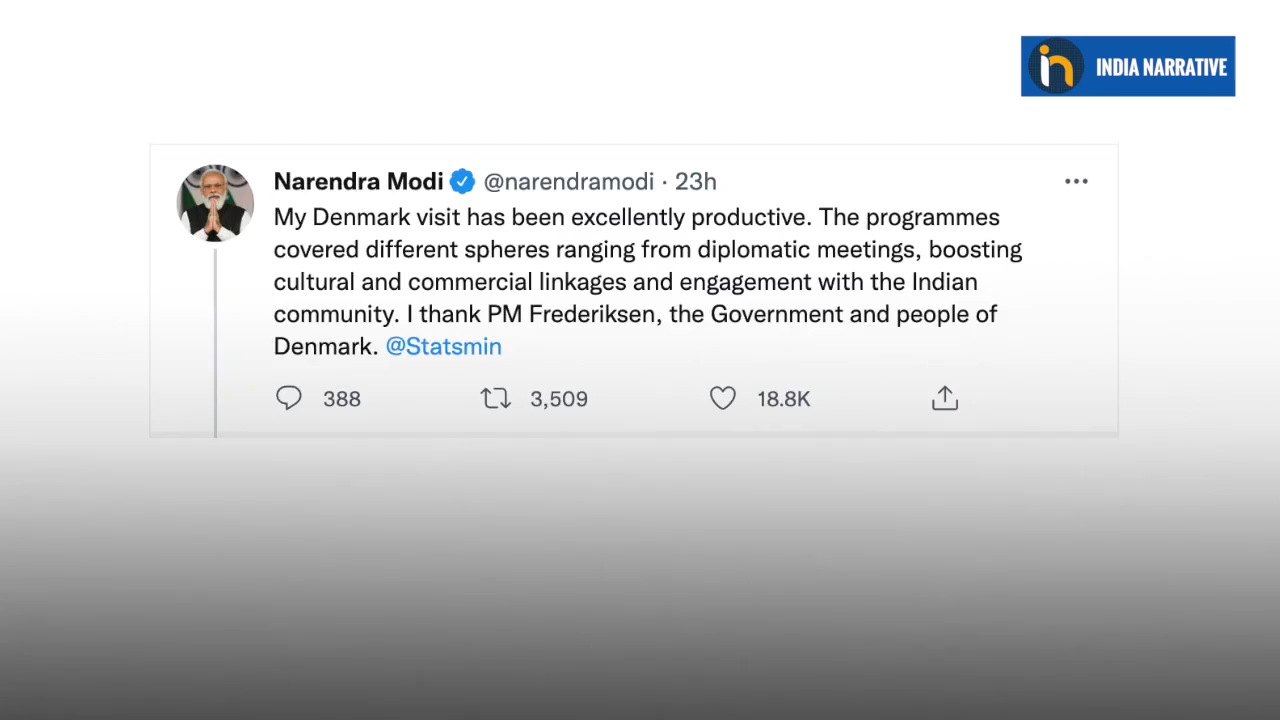 in INDIA NARRATIVE
Narendra Modi @narendramodi · 23h
My Denmark visit has been excellently productive. The programmes
covered different spheres ranging from diplomatic meetings, boosting
cultural and commercial linkages and engagement with the Indian
community. I thank PM Frederiksen, the Government and people of
Denmark. @Statsmin
388 3,509 18.8K